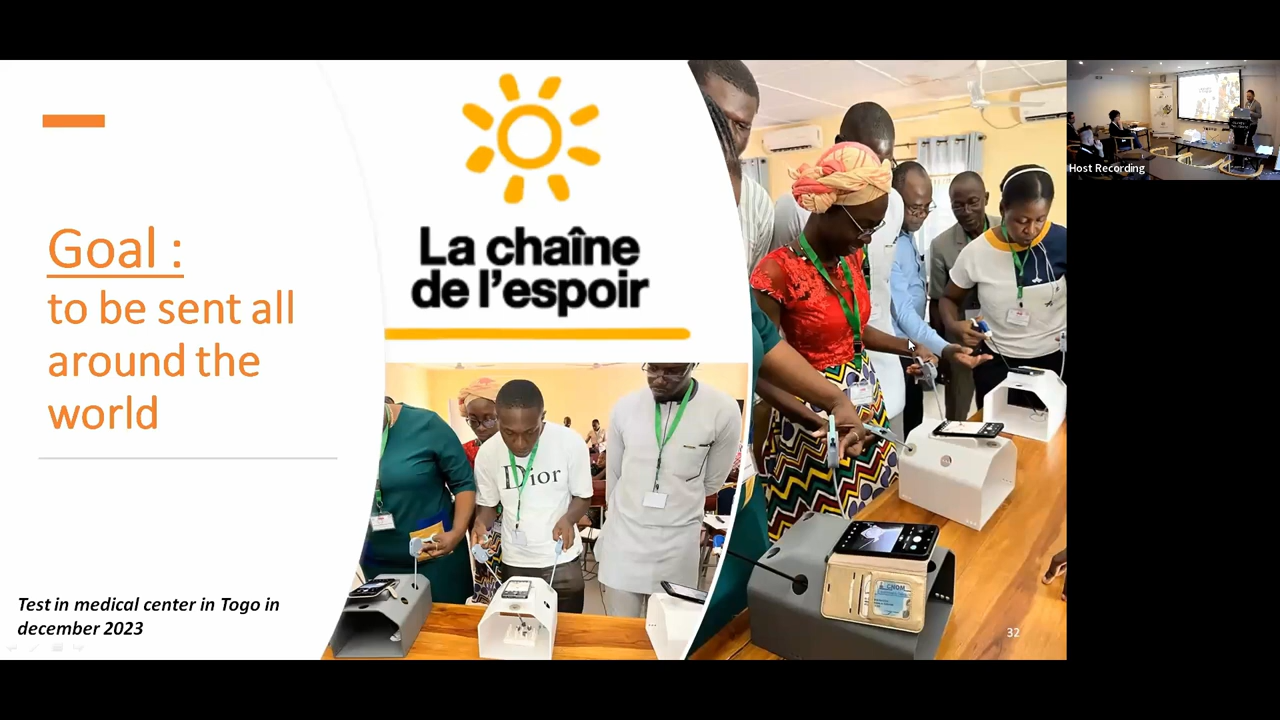 Goal :
to be sent all
around the
world
La chaîne
de l'espoir
Test in medical center in Togo in
december 2023
Dior
CNOM
32
Host Recording